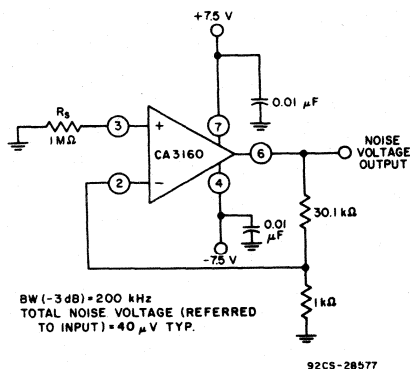 +7.5 V
0.01 µF
Rs
1MΩ
3
+
7
CA3160
6
NOISE
VOLTAGE
OUTPUT
2
−
4
0.01
µF
-7.5 V
30.1 kΩ
1kΩ
BW (-3 dB) = 200 kHz
TOTAL NOISE VOLTAGE (REFERRED
TO INPUT) = 40 µV TYP.
92CS-28577